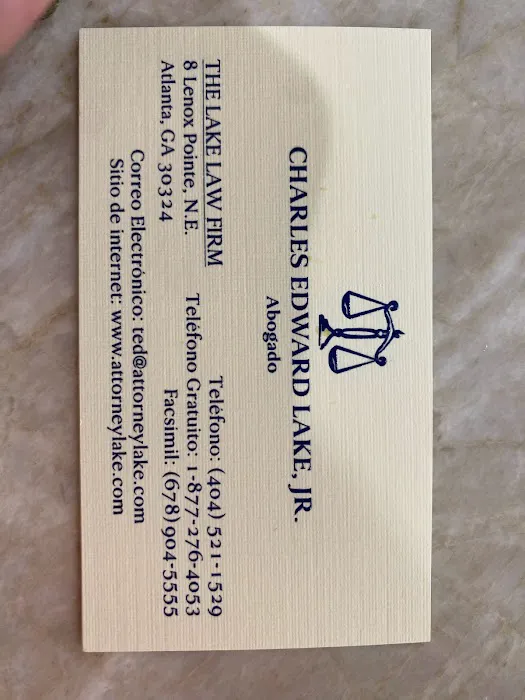 CHARLES EDWARD LAKE, JR.
Abogado
THE LAKE LAW FIRM
8 Lenox Pointe, N.E.
Atlanta, GA 30324
Teléfono: (404) 521-1529
Teléfono Gratuito: 1-877-276-4053
Facsimil: (678)904-5555
Correo Electrónico: ted@attorneylake.com
Sitio de internet: www.attorneylake.com